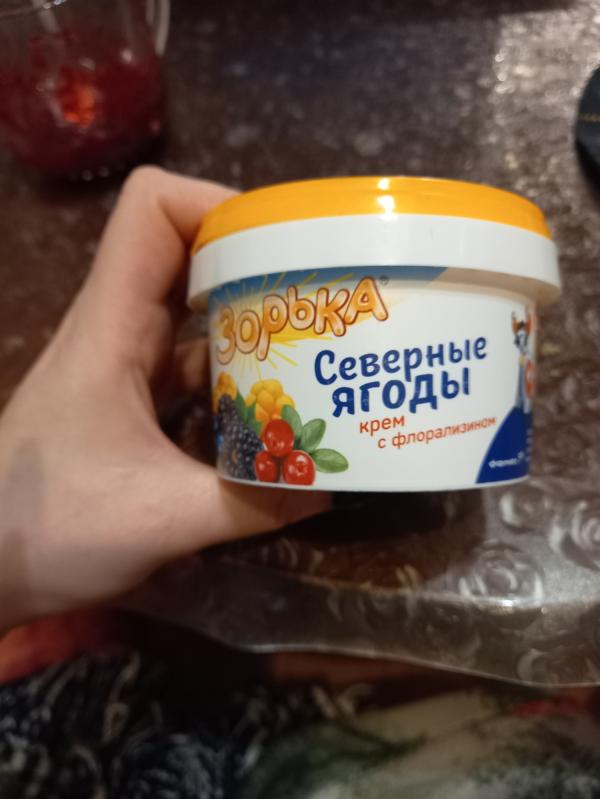 Зорька®
Северные
ягоды
крем
с флорализином